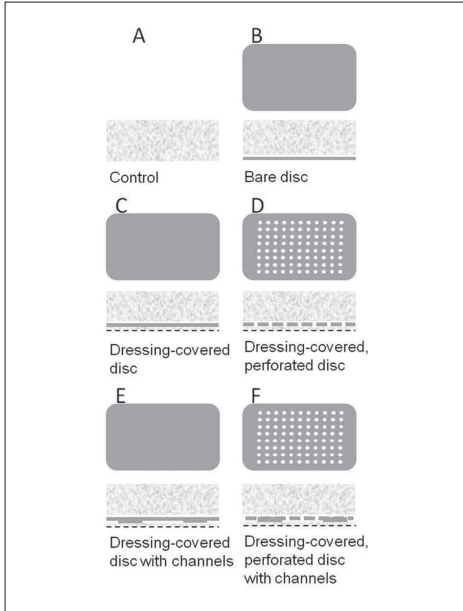 A
B
Control
Bare disc
C
D
Dressing-covered
disc
Dressing-covered,
perforated disc
E
F
Dressing-covered
disc with channels
Dressing-covered,
perforated disc
with channels